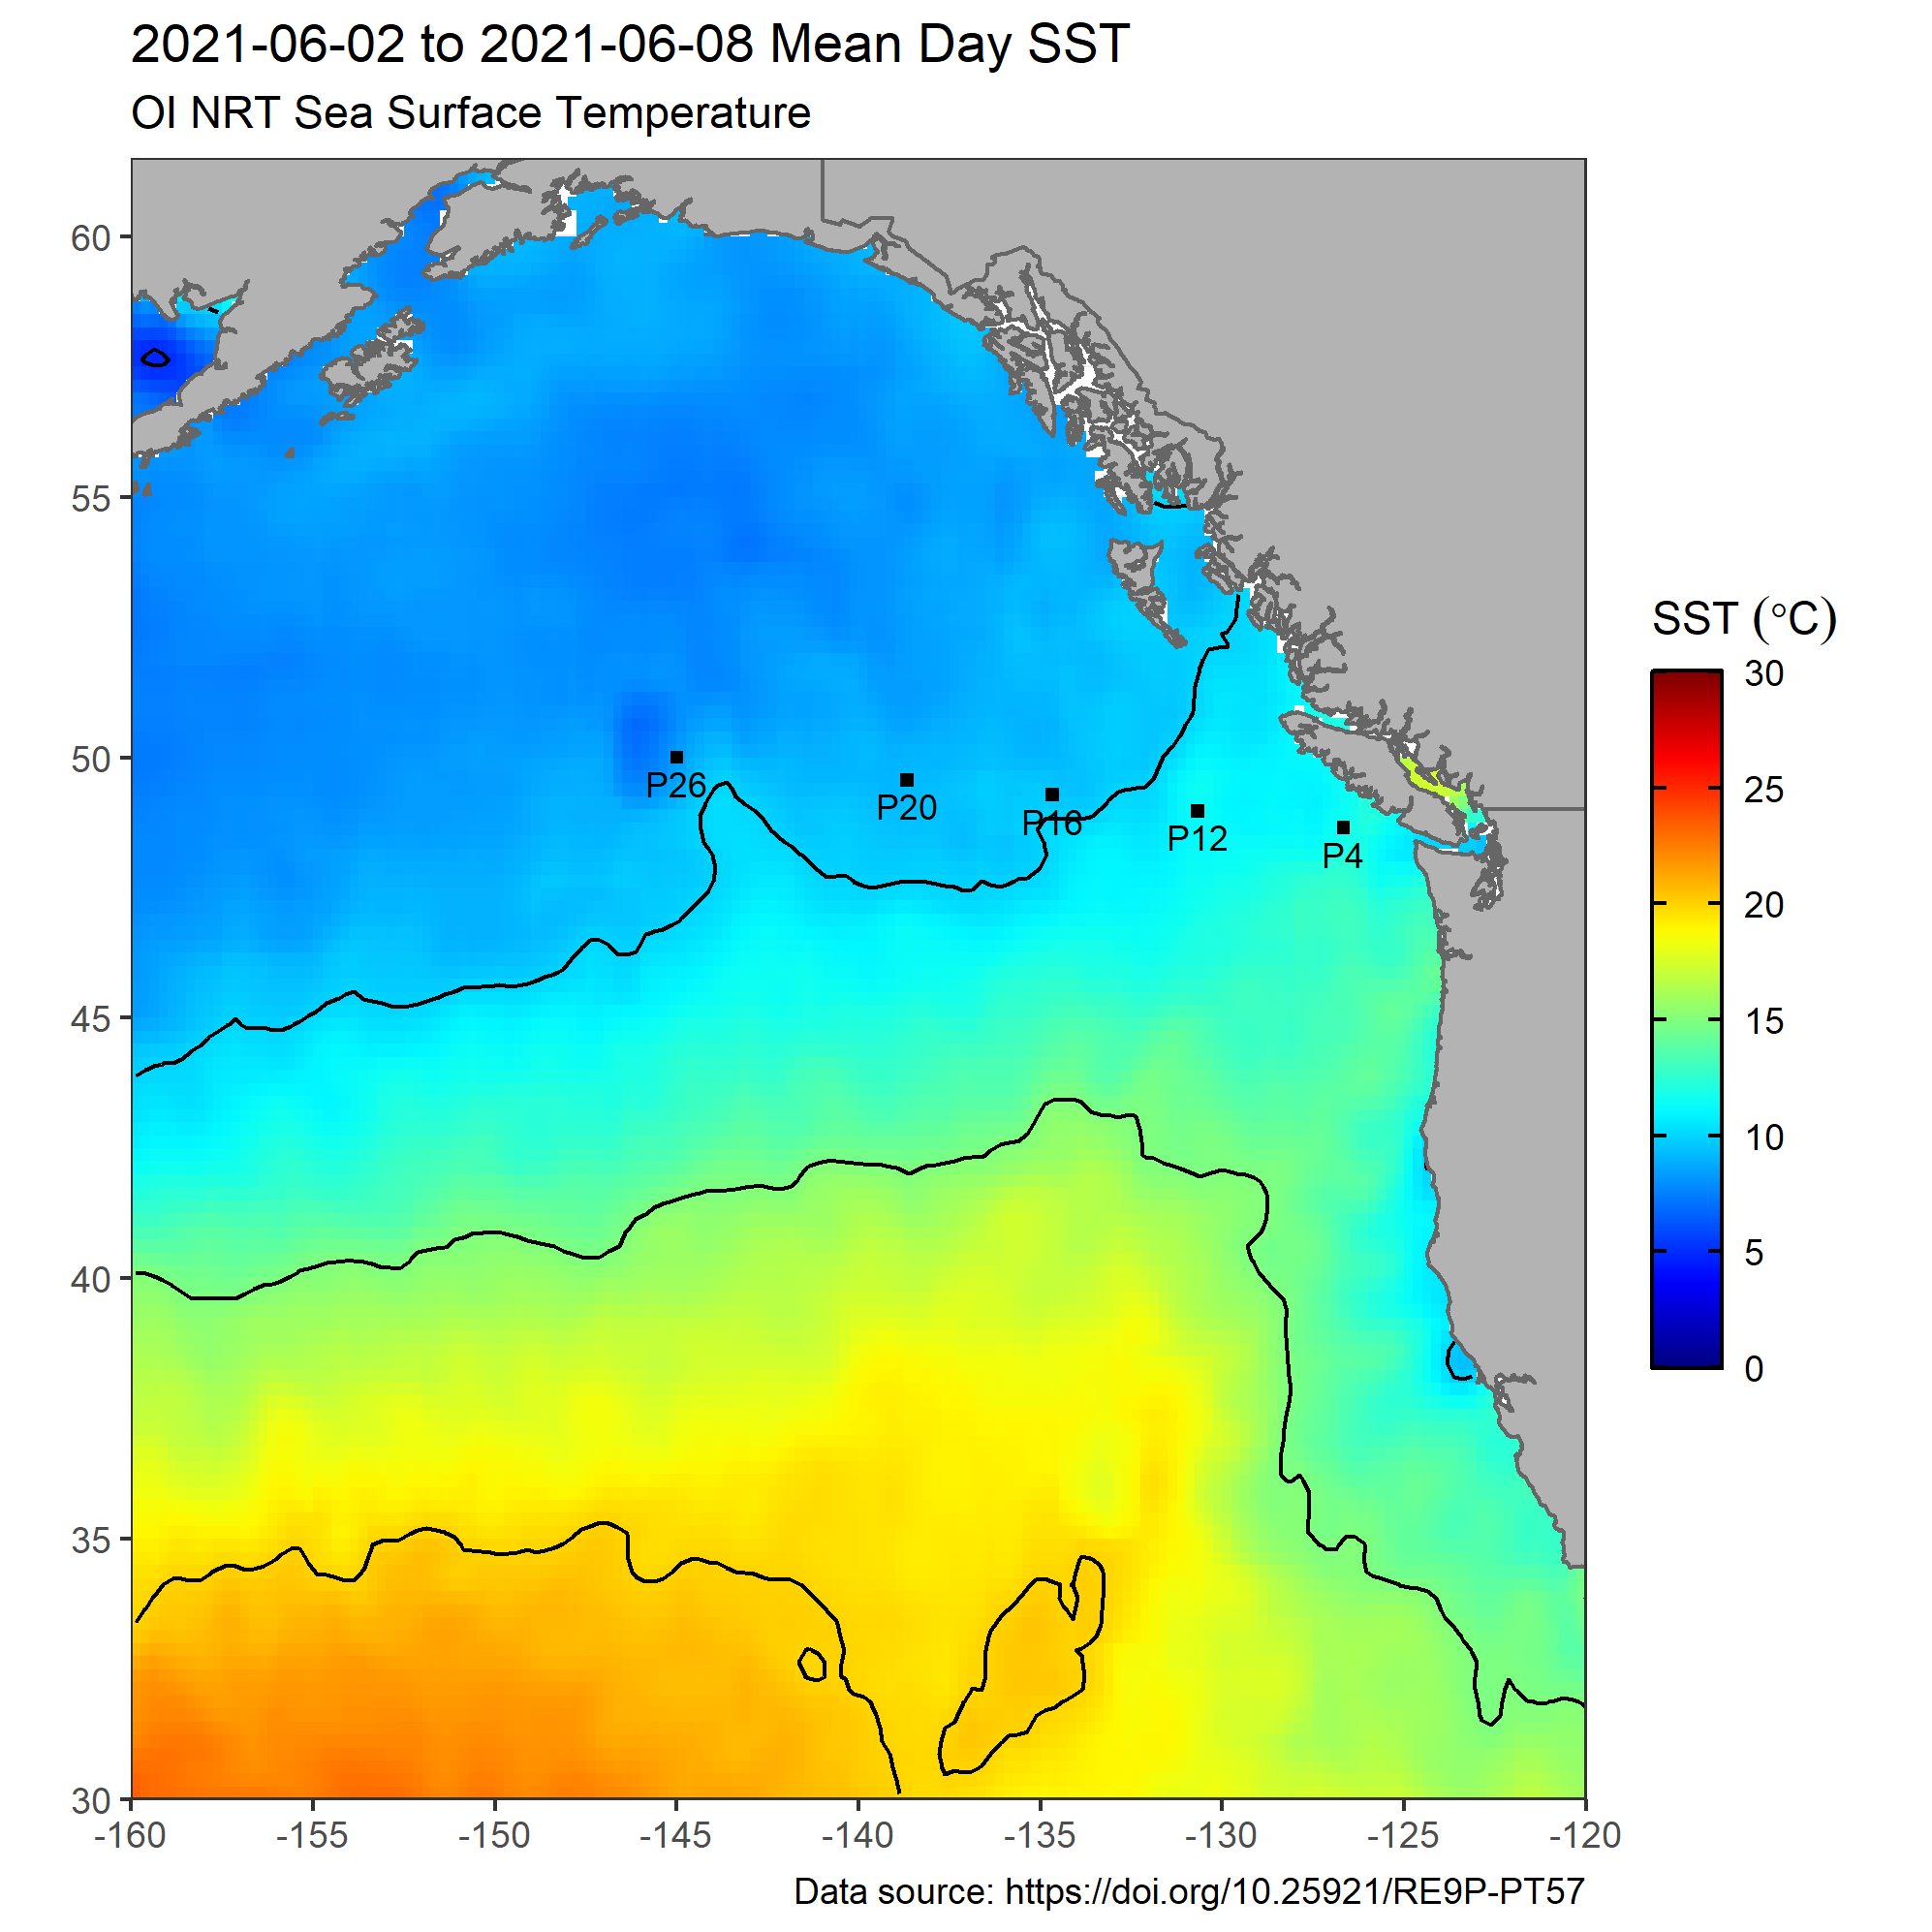 2021-06-02 to 2021-06-08 Mean Day SST
OI NRT Sea Surface Temperature
60
55
50
45
40
35
30
-160
-155
-150
-145
-140
-135
-130
-125
-120
P26
P20
P16
P12
P4
SST (°C)
30
25
20
15
10
5
0
Data source: https://doi.org/10.25921/RE9P-PT57